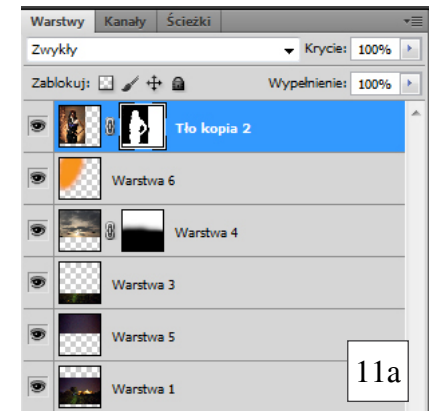 Warstwy Kanały Ścieżki
Zwykły Krycie: 100%
Zablokuj: Wypełnienie: 100%
Tło kopia 2
Warstwa 6
Warstwa 4
Warstwa 3
Warstwa 5
11a
Warstwa 1